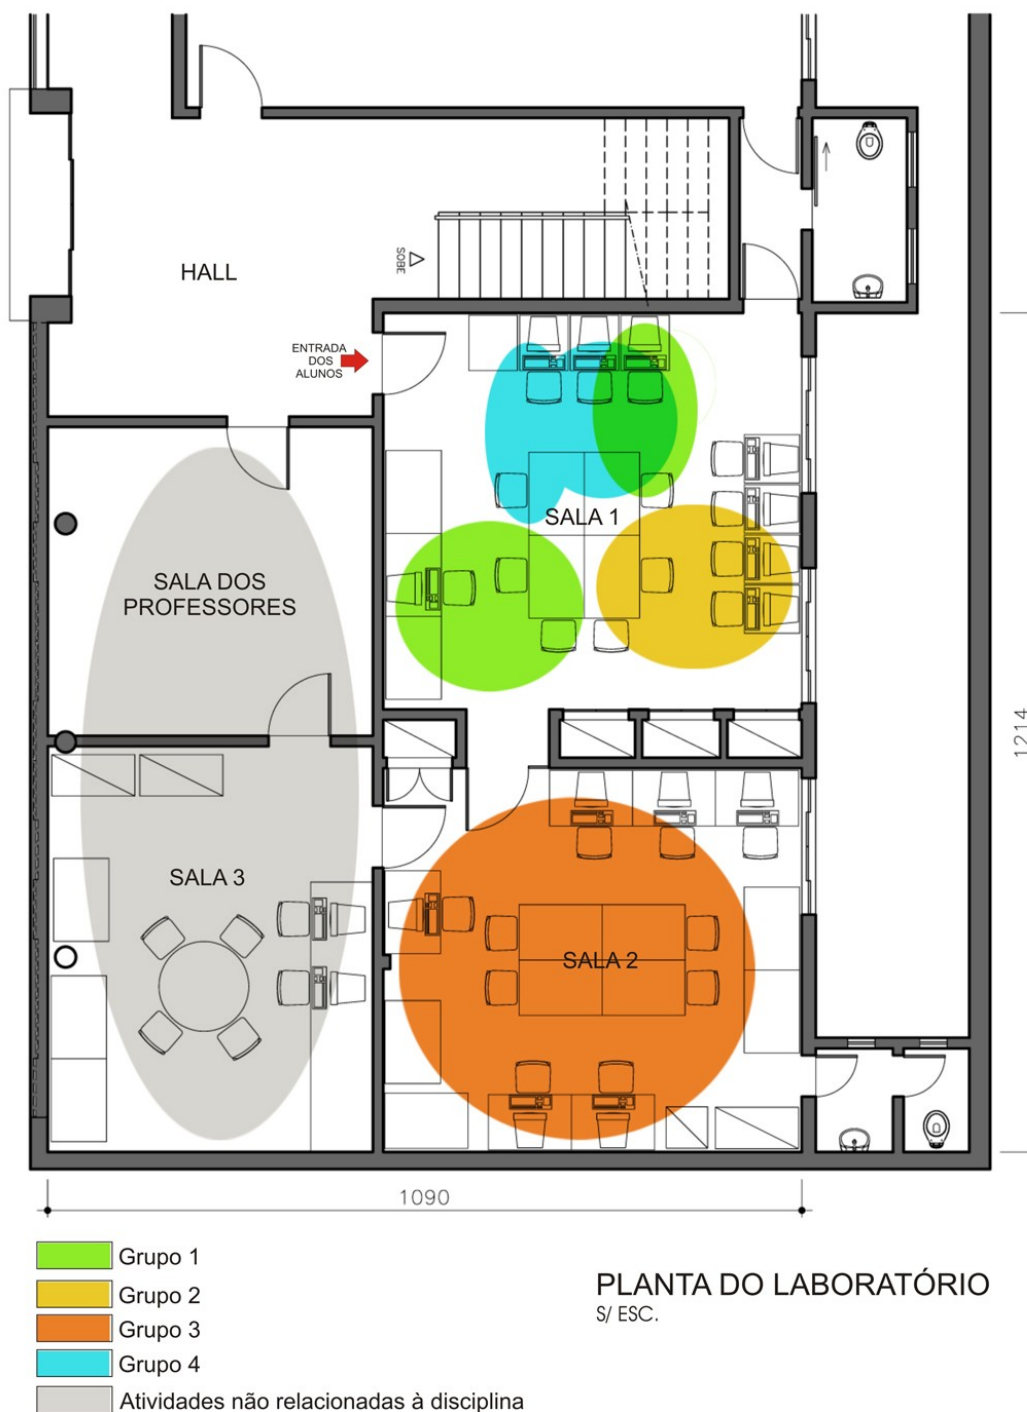 SOBE
HALL
ENTRADA
DOS
ALUNOS
SALA 1
SALA DOS
PROFESSORES
SALA 3
SALA 2
1214
1090
Grupo 1
Grupo 2
Grupo 3
Grupo 4
Atividades não relacionadas à disciplina
PLANTA DO LABORATÓRIO
S/ ESC.